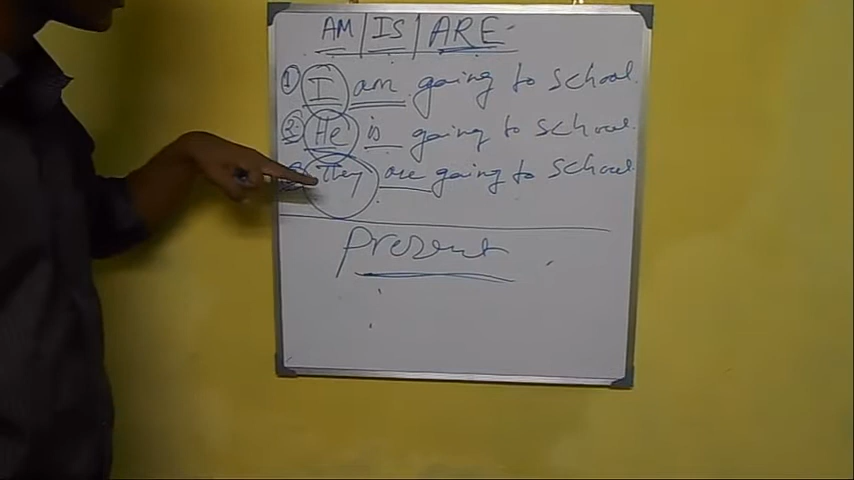 AM | IS | ARE
1) I am going to school.
2. He is going to school.
They are going to school.
Present